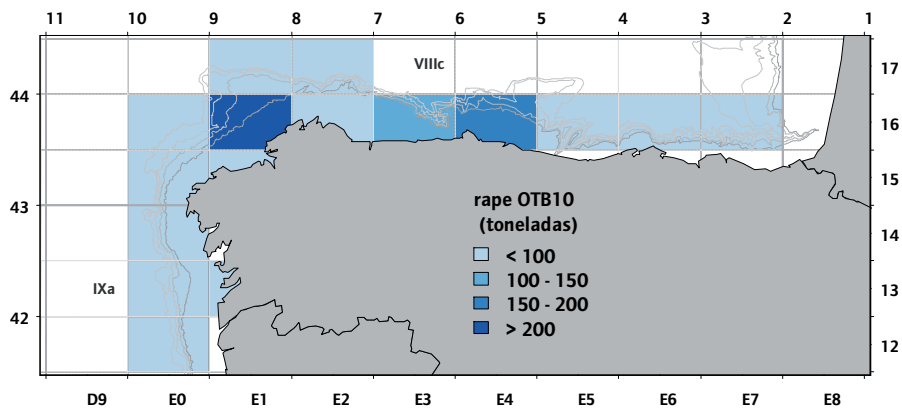 11 10 9 8 7 6 5 4 3 2 1
VIIIc
17
44
16
15
43
rape OTB10
(toneladas)
14
< 100
100 - 150
IXa
13
150 - 200
42
> 200
12
D9 E0 E1 E2 E3 E4 E5 E6 E7 E8